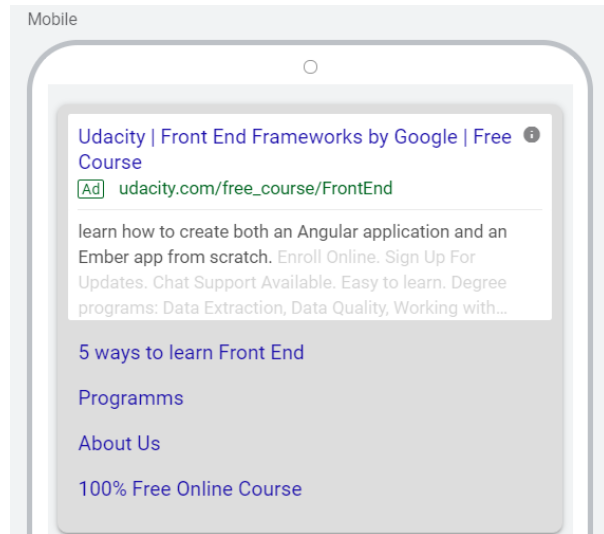 Mobile
Udacity | Front End Frameworks by Google | Free
Course
Ad udacity.com/free_course/FrontEnd
learn how to create both an Angular application and an
Ember app from scratch. Enroll Online. Sign Up For
Updates. Chat Support Available. Easy to learn. Degree
programs: Data Extraction, Data Quality, Working with...
5 ways to learn Front End
Programms
About Us
100% Free Online Course